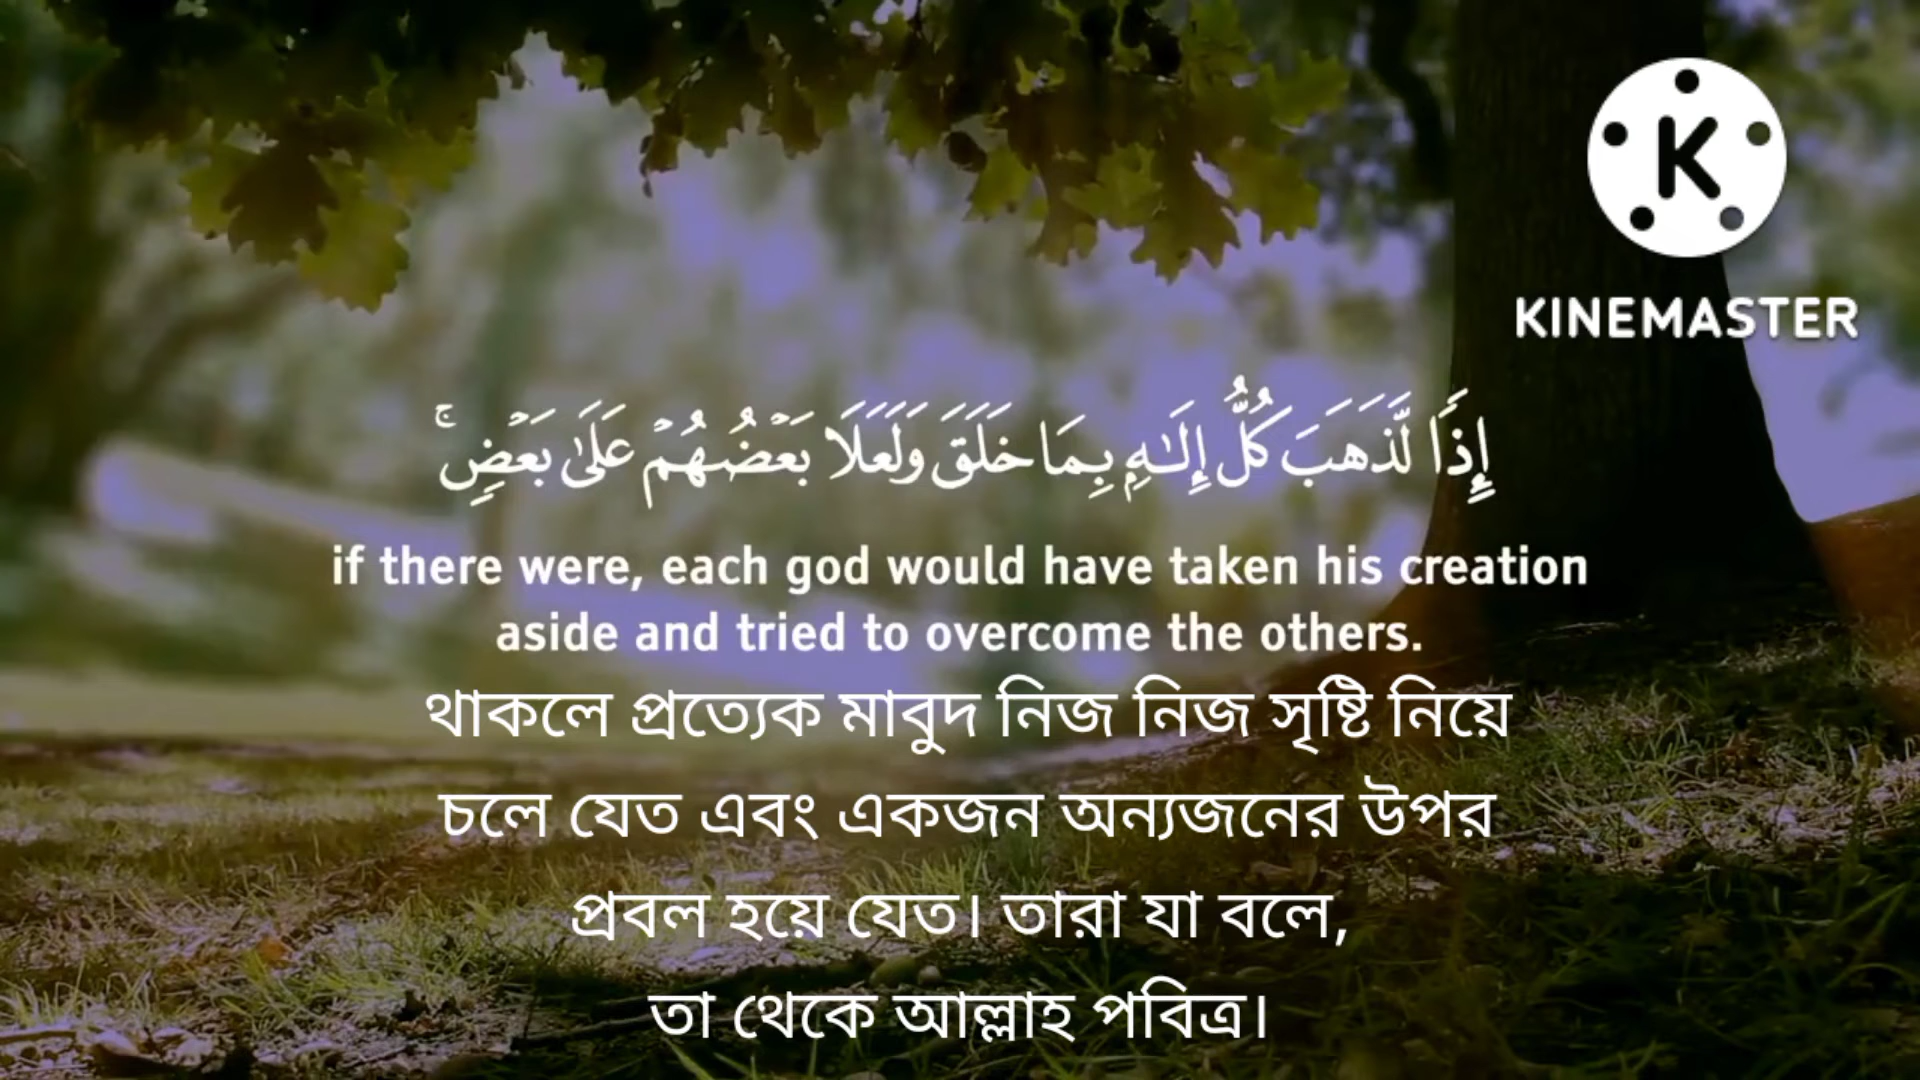 K
KINEMASTER
إِذًا لَّذَهَبَ كُلُّ إِلَٰهٍۭ بِمَا خَلَقَ وَلَعَلَا بَعْضُهُمْ عَلَىٰ بَعْضٍ ۚ
if there were, each god would have taken his creation
aside and tried to overcome the others.
থাকলে প্রত্যেক মাবুদ নিজ নিজ সৃষ্টি নিয়ে
চলে যেত এবং একজন অন্যজনের উপর
প্রবল হয়ে যেত। তারা যা বলে,
তা থেকে আল্লাহ পবিত্র।